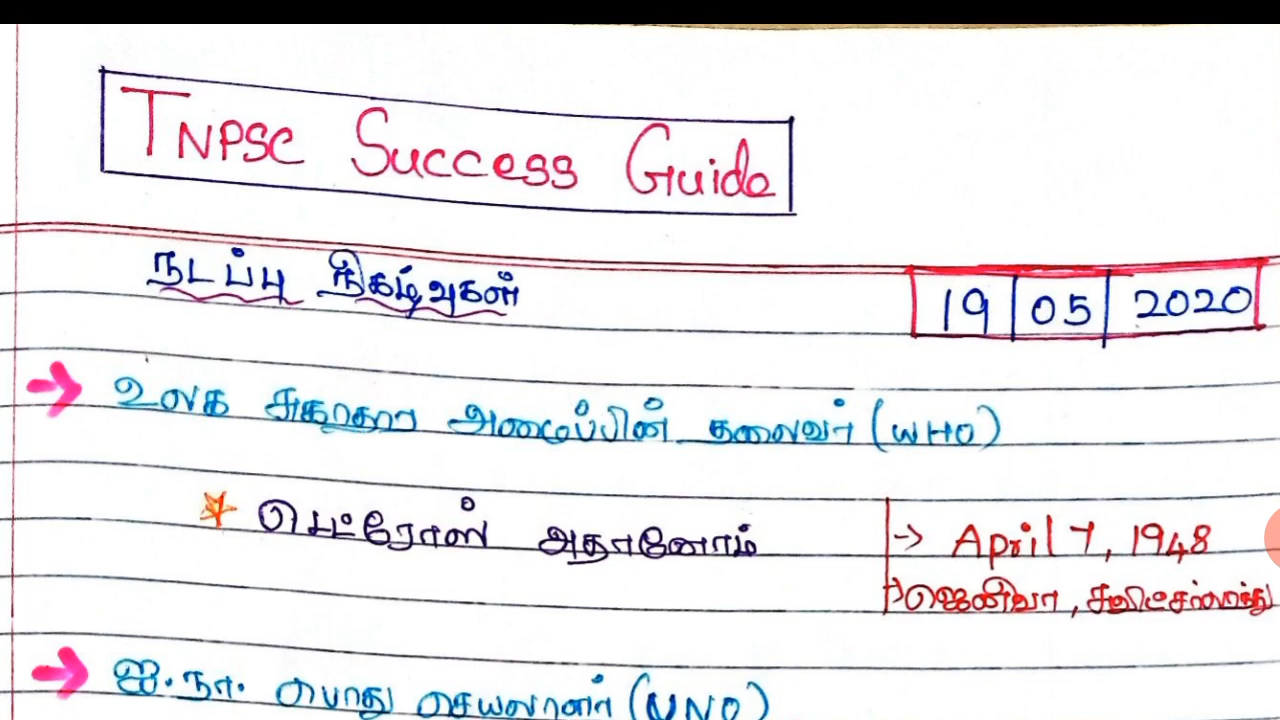 TNPSC Success Guide
நடப்பு நிகழ்வுகள்
19 05 2020
→ உலக சுகாதார அமைப்பின் தலைவர் (WHO)
* டெட்ரோஸ் அதானோம்
→ April 7, 1948
→ ஜெனிவா, சுவிட்சர்லாந்து
→ ஐ.நா. பொது செயலாளர் (UNO)